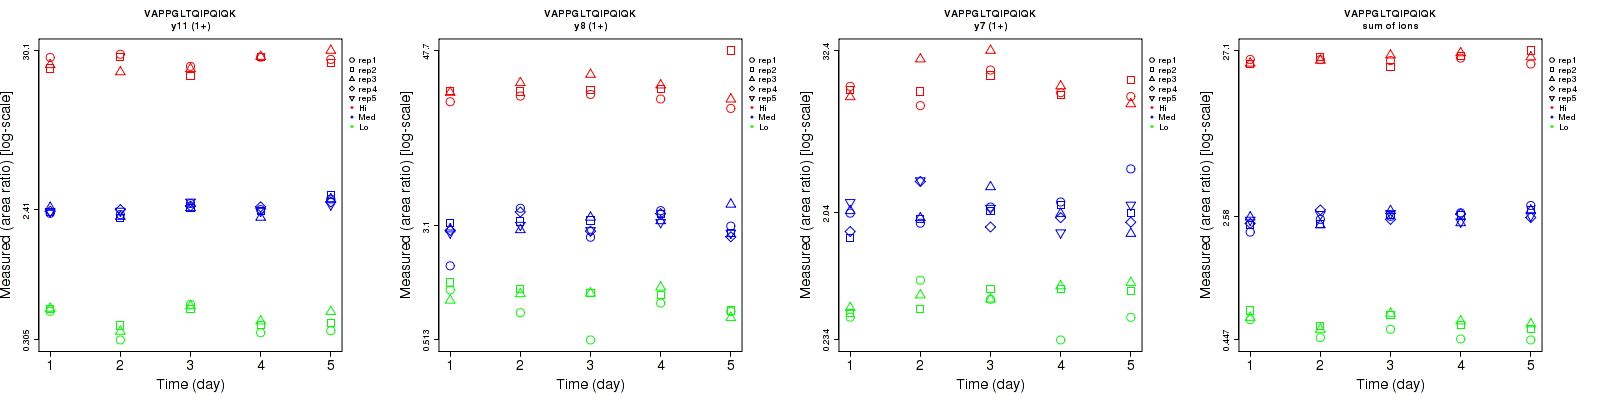 VAPPGLTQIPQIQK
y11 (1+)
Measured (area ratio) [log-scale]
30.1
2.41
0.305
1 2 3 4 5
Time (day)
rep1
rep2
rep3
rep4
rep5
Hi
Med
Lo
VAPPGLTQIPQIQK
y8 (1+)
Measured (area ratio) [log-scale]
47.7
3.1
0.513
1 2 3 4 5
Time (day)
rep1
rep2
rep3
rep4
rep5
Hi
Med
Lo
VAPPGLTQIPQIQK
y7 (1+)
Measured (area ratio) [log-scale]
32.4
2.04
0.234
1 2 3 4 5
Time (day)
rep1
rep2
rep3
rep4
rep5
Hi
Med
Lo
VAPPGLTQIPQIQK
sum of ions
Measured (area ratio) [log-scale]
27.1
2.58
0.447
1 2 3 4 5
Time (day)
rep1
rep2
rep3
rep4
rep5
Hi
Med
Lo